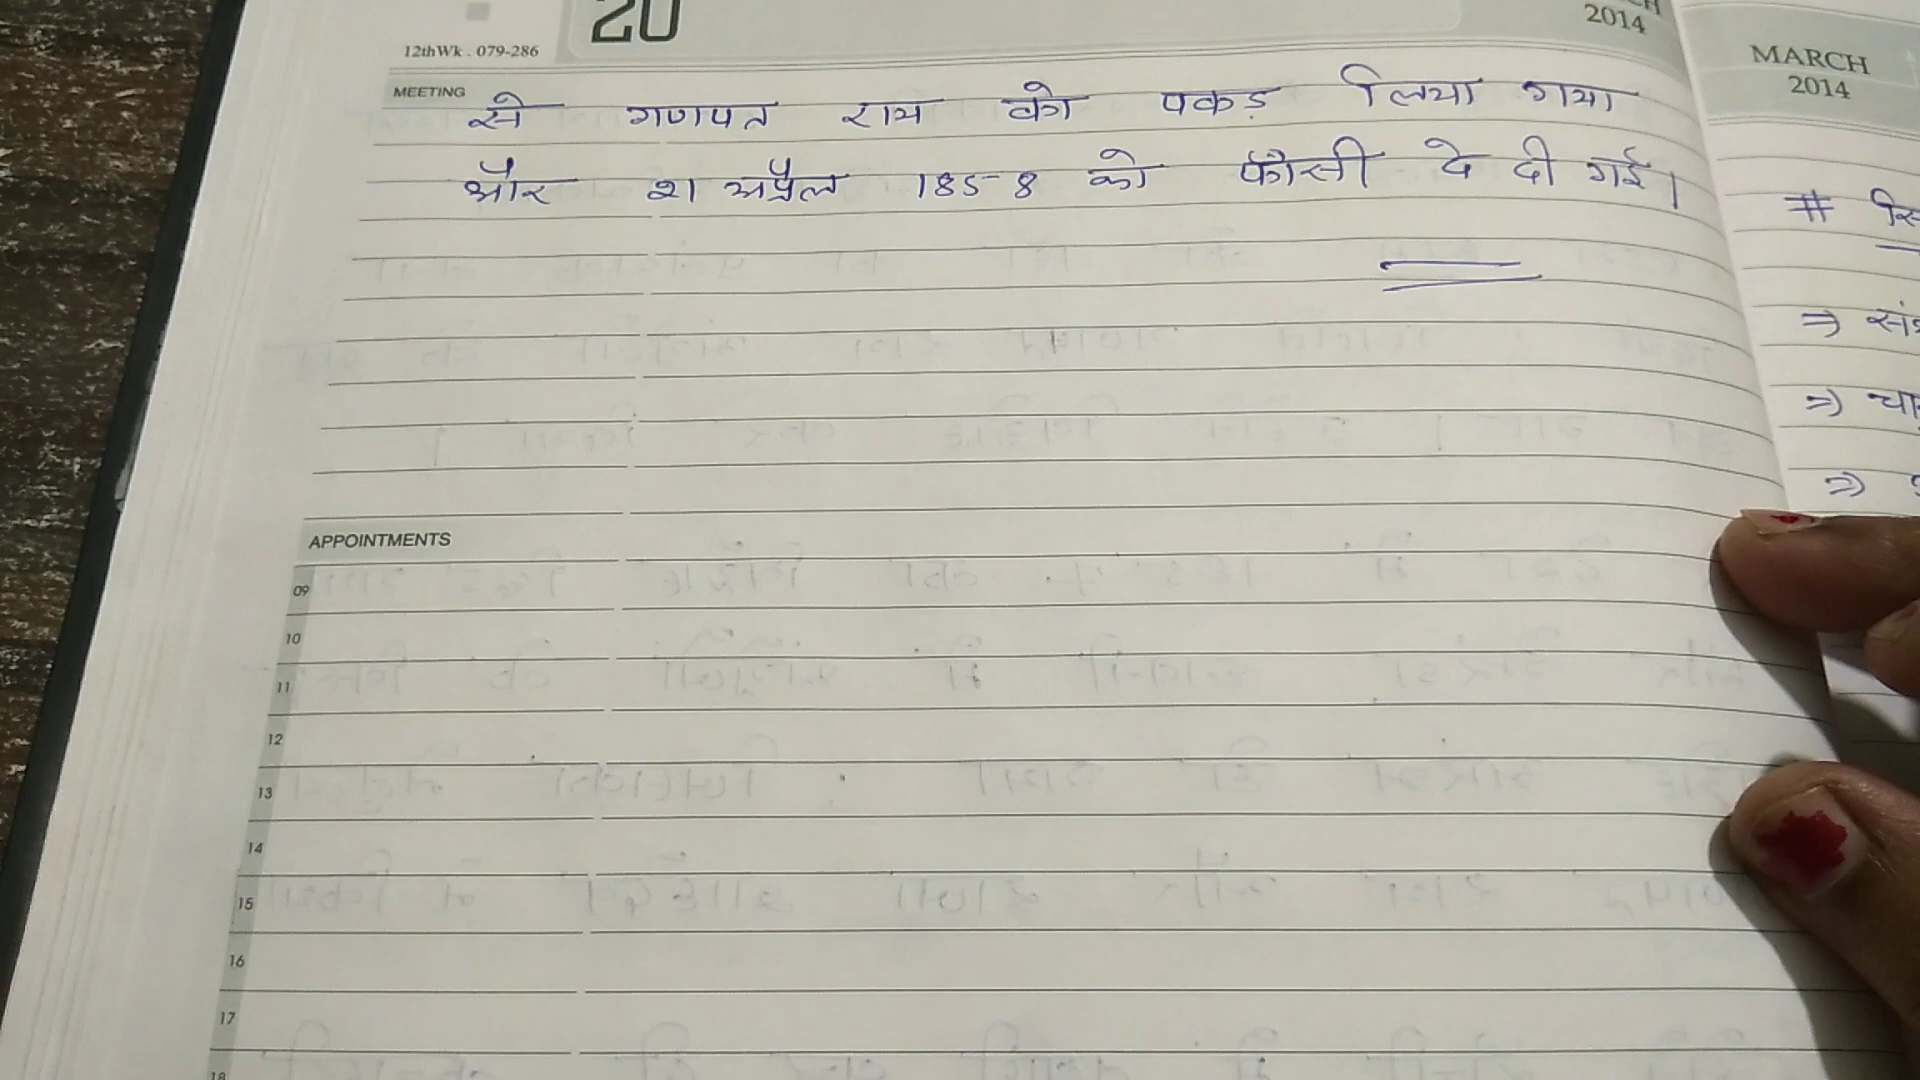 20
2014
12thWk . 079-286
MEETING
से गणपत राय को पकड़ लिया गया
और 21 अप्रैल 1858 को फाँसी दे दी गई।
APPOINTMENTS
09
10
11
12
13
14
15
16
17
18
MARCH
2014
#
⇒
⇒
⇒